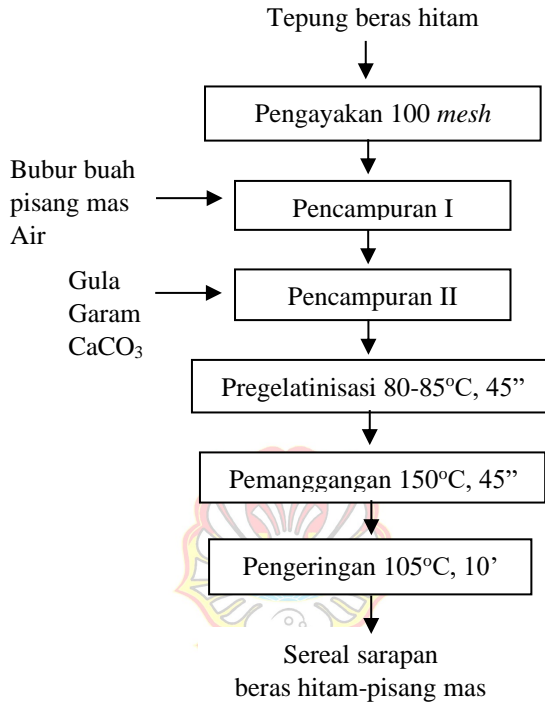 Tepung beras hitam
Pengayakan 100 mesh
Bubur buah
pisang mas
Air
Pencampuran I
Gula
Garam
CaCO₃
Pencampuran II
Pregelatinisasi 80-85°C, 45”
Pemanggangan 150°C, 45”
Pengeringan 105°C, 10’
Sereal sarapan
beras hitam-pisang mas